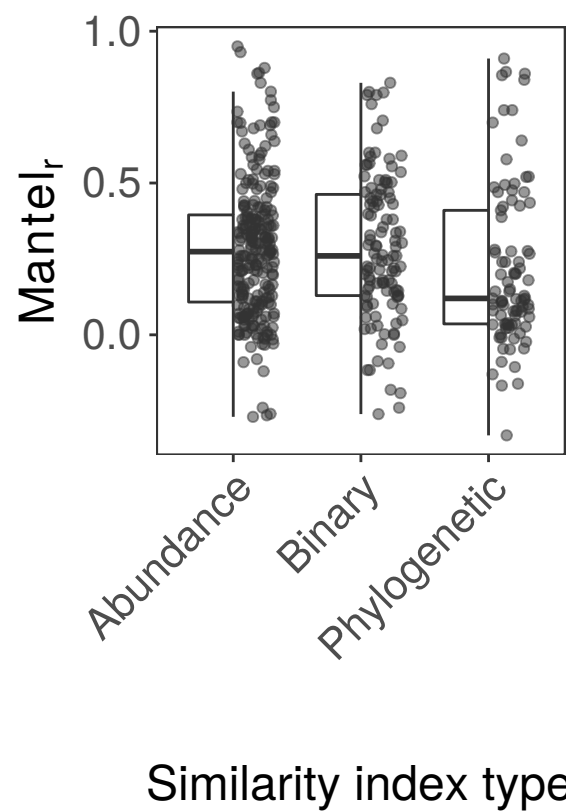 1.0
0.5
0.0
Mantelr
Abundance
Binary
Phylogenetic
Similarity index type